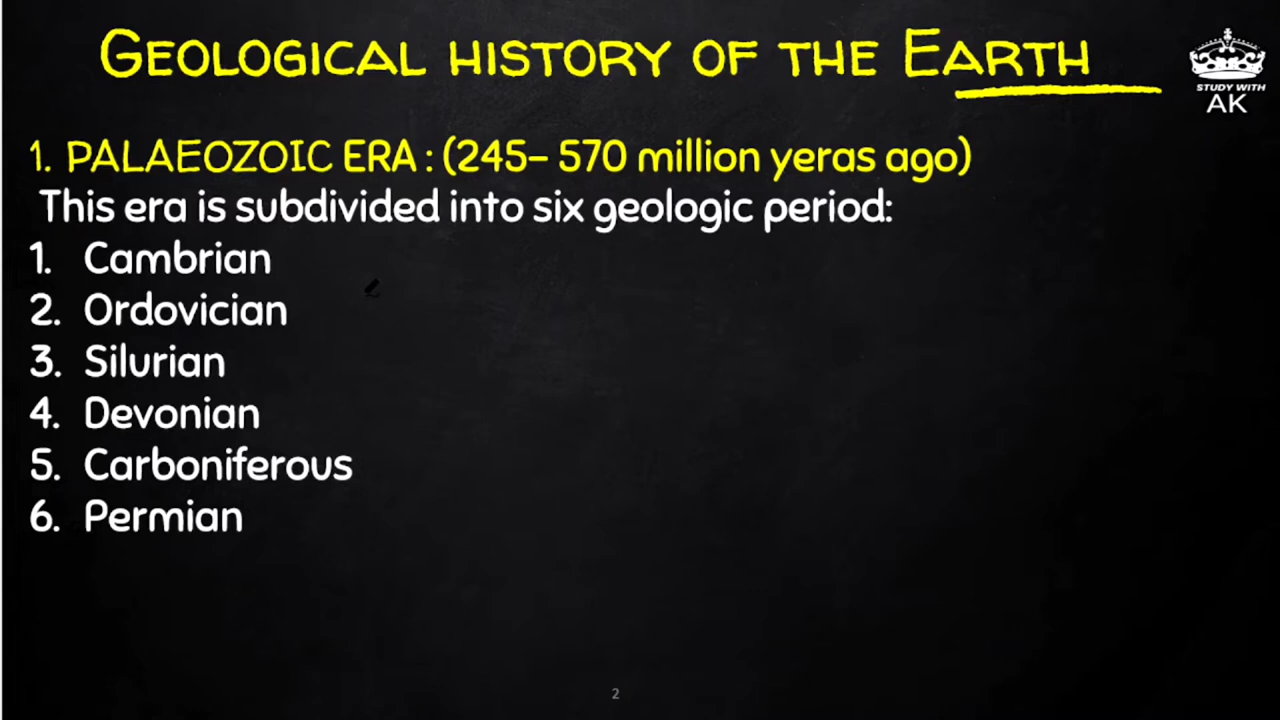 GEOLOGICAL HISTORY OF THE EARTH
STUDY WITH
AK
1. PALAEOZOIC ERA : (245– 570 million yeras ago)
This era is subdivided into six geologic period:
1. Cambrian
2. Ordovician
3. Silurian
4. Devonian
5. Carboniferous
6. Permian
2